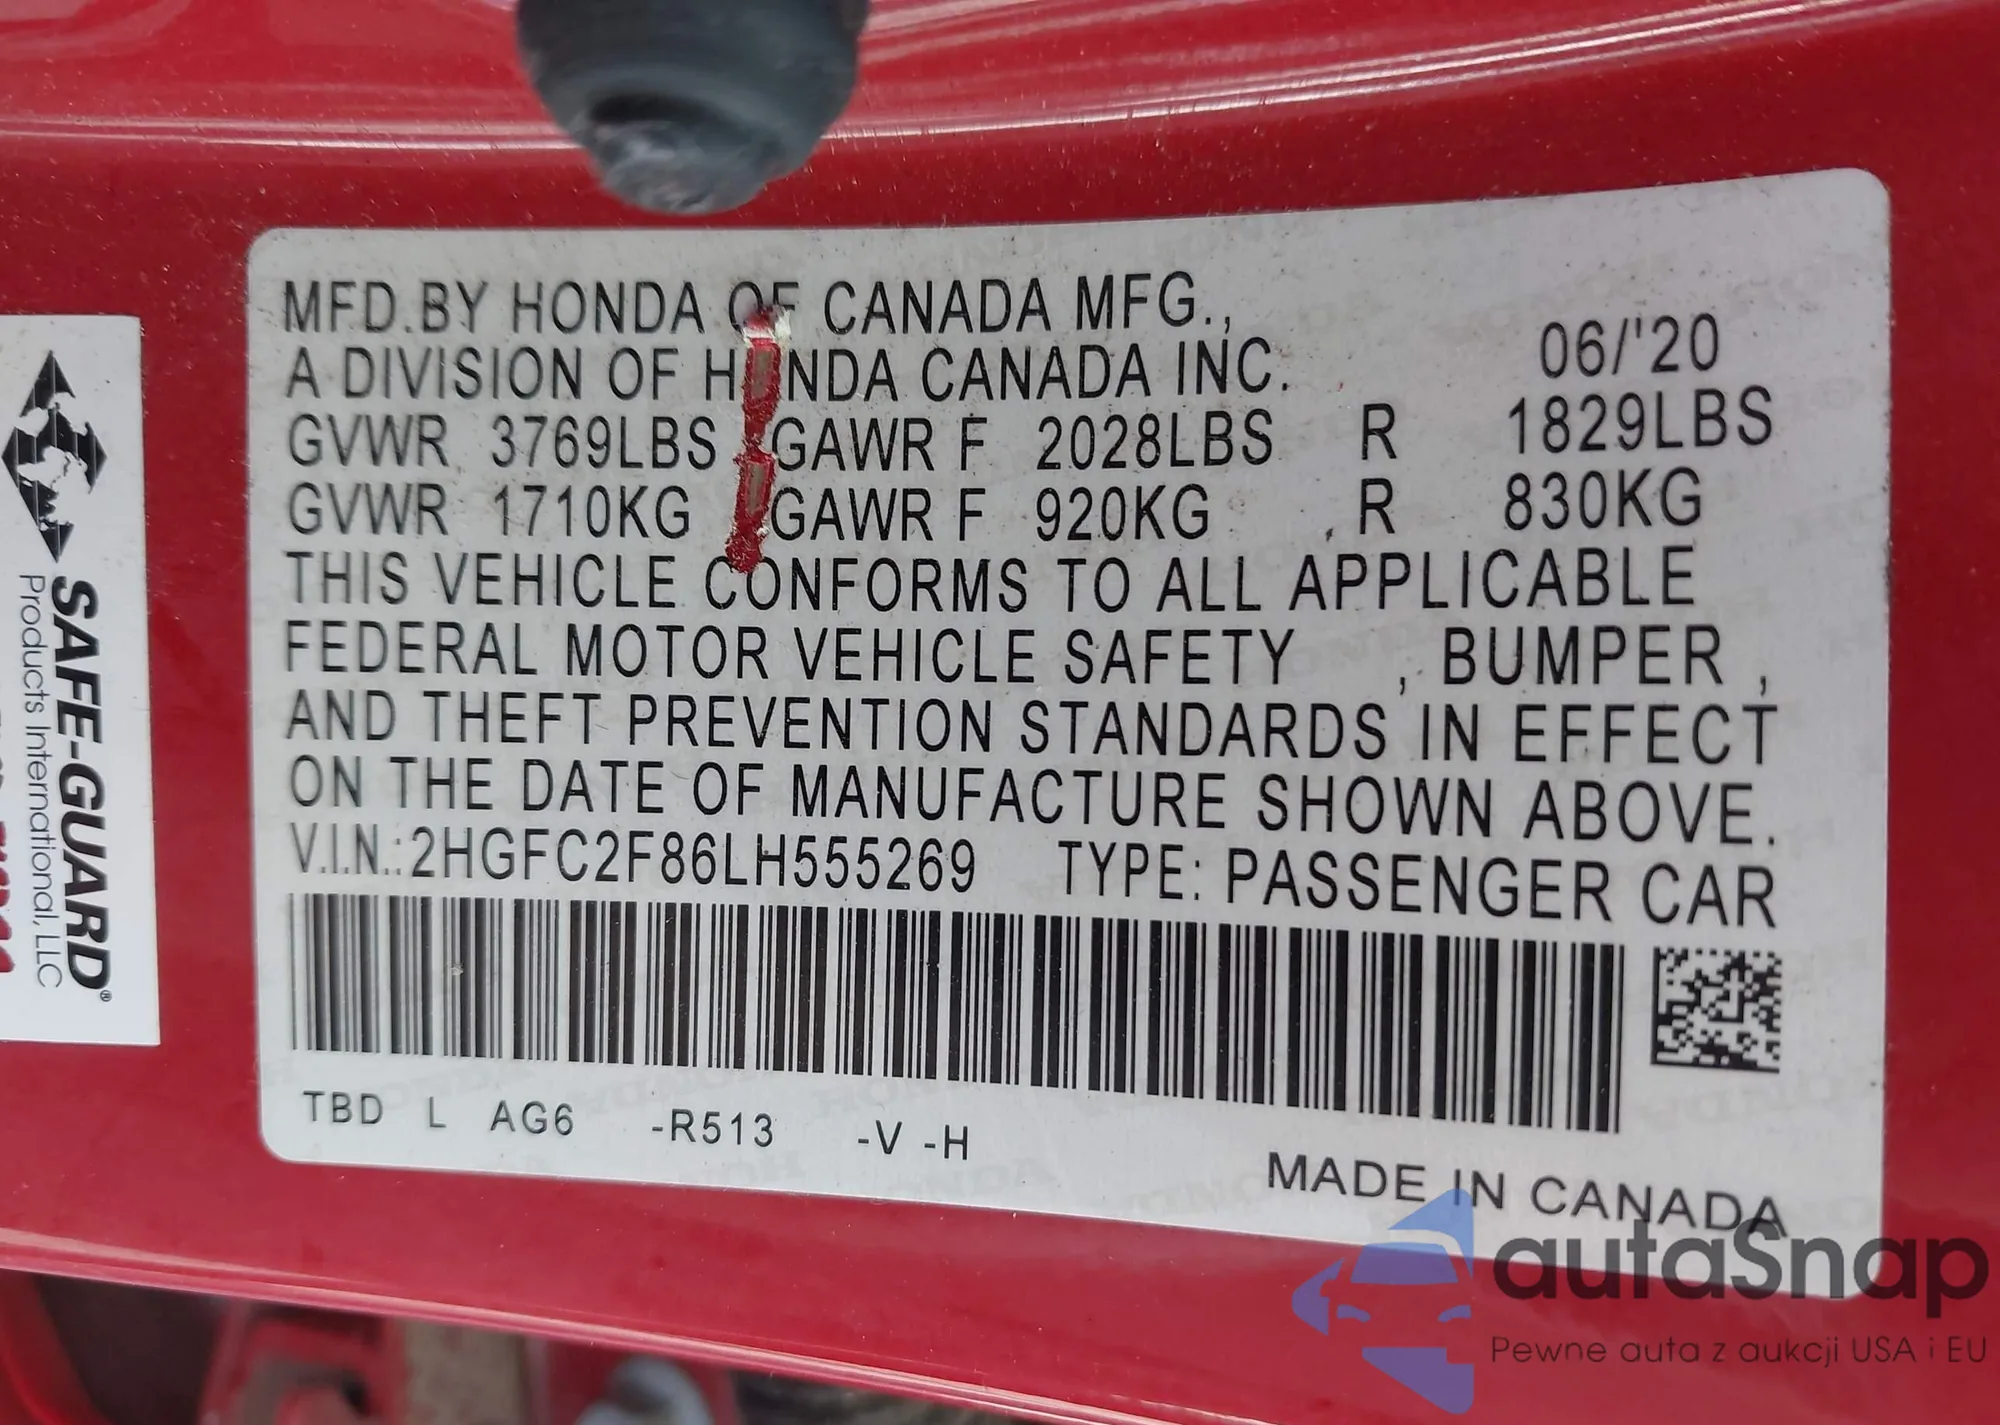 MFD.BY HONDA OF CANADA MFG.,
A DIVISION OF HONDA CANADA INC. 06/'20
GVWR 3769LBS GAWR F 2028LBS R 1829LBS
GVWR 1710KG GAWR F 920KG , R 830KG
THIS VEHICLE CONFORMS TO ALL APPLICABLE
FEDERAL MOTOR VEHICLE SAFETY , BUMPER ,
AND THEFT PREVENTION STANDARDS IN EFFECT
ON THE DATE OF MANUFACTURE SHOWN ABOVE.
V.I.N.:2HGFC2F86LH555269 TYPE: PASSENGER CAR
TBD L AG6 -R513 -V -H
MADE IN CANADA
SAFE-GUARD®
Products International, LLC
autaSnap
Pewne auta z aukcji USA i EU